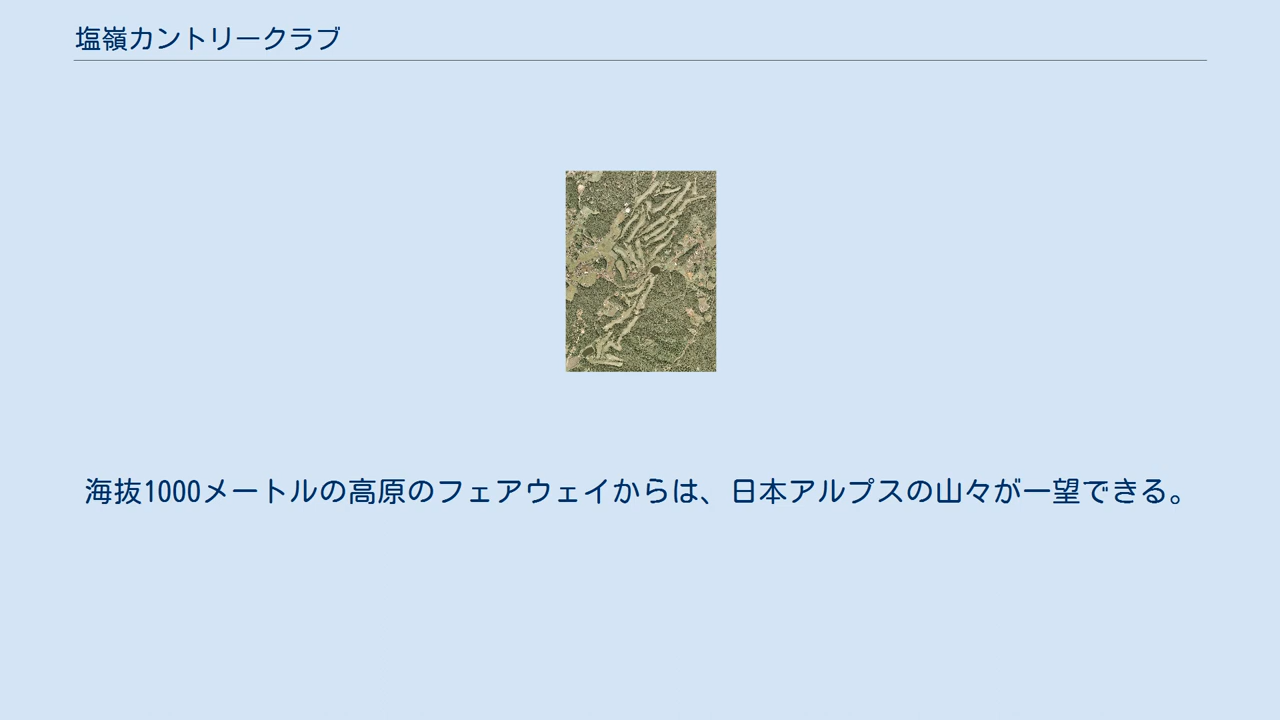 塩嶺カントリークラブ
海抜1000メートルの高原のフェアウェイからは、日本アルプスの山々が一望できる。